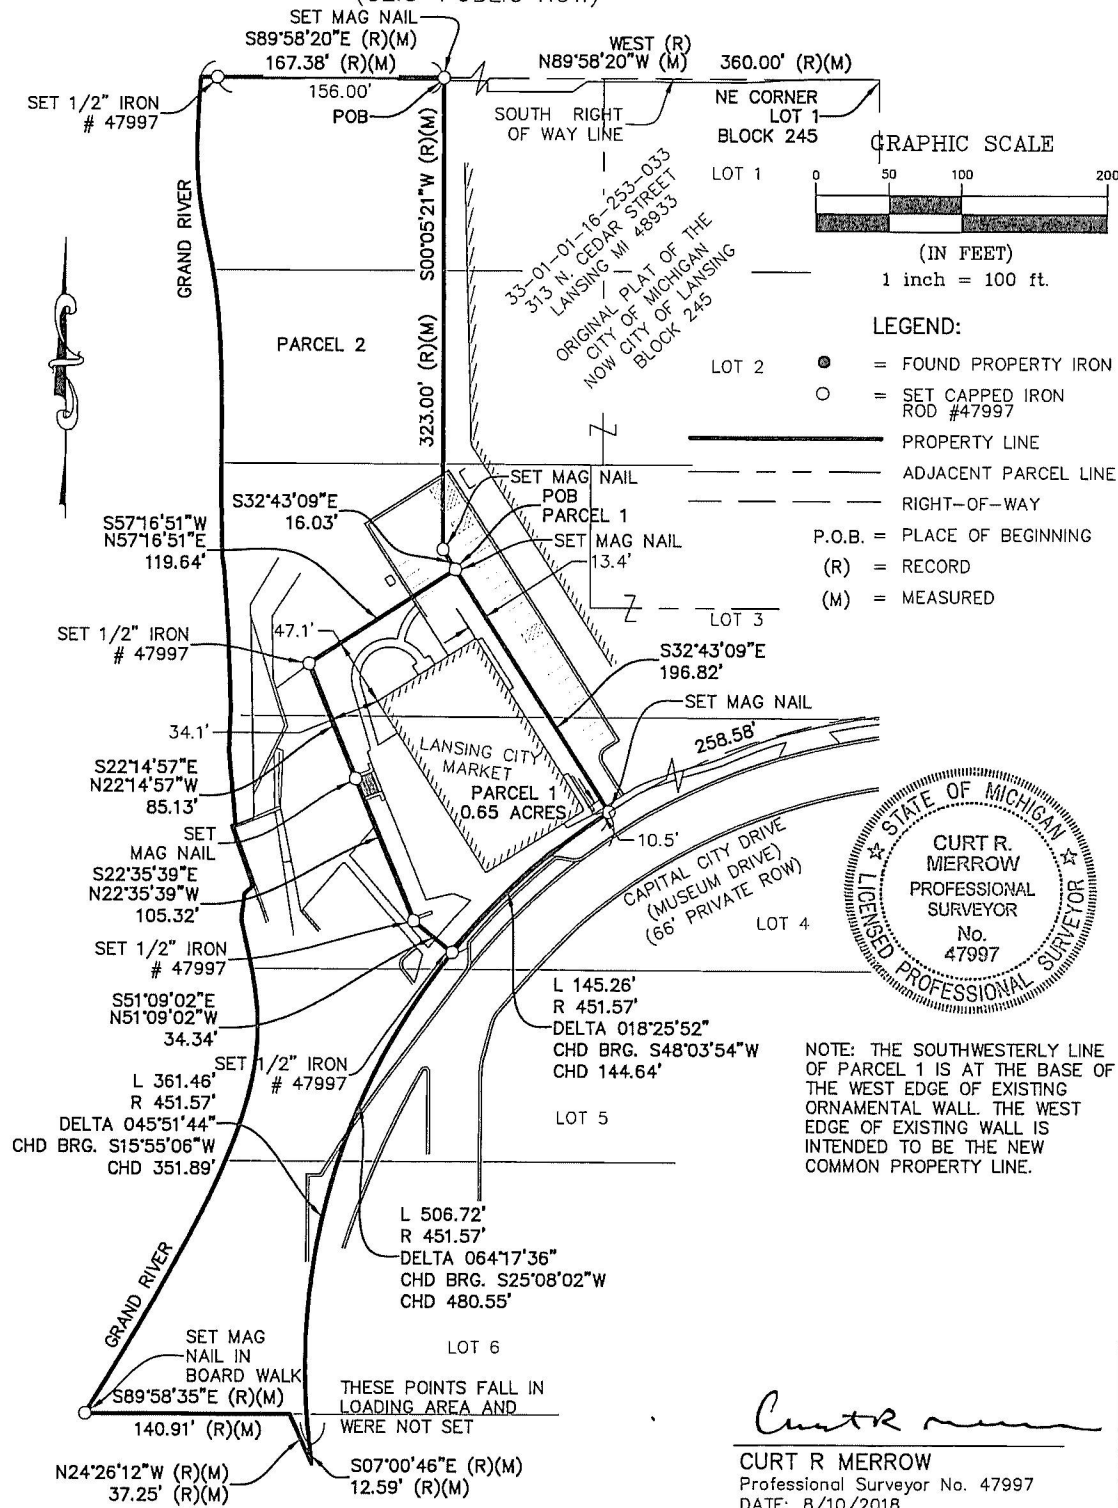 SET MAG NAIL
S89°58'20"E (R)(M)
167.38' (R)(M)
156.00'
POB
SET 1/2" IRON
# 47997
WEST (R)
N89°58'20"W (M)
360.00' (R)(M)
SOUTH RIGHT
OF WAY LINE
NE CORNER
LOT 1
BLOCK 245
LOT 1
GRAPHIC SCALE
0 50 100 200
(IN FEET)
1 inch = 100 ft.
GRAND RIVER
S00°05'21"W (R)(M)
323.00' (R)(M)
33-01-01-16-253-033
313 N. CEDAR STREET
LANSING MI 48933
ORIGINAL PLAT OF THE
CITY OF MICHIGAN
NOW CITY OF LANSING
BLOCK 245
PARCEL 2
LOT 2
LEGEND:
= FOUND PROPERTY IRON
= SET CAPPED IRON
ROD #47997
PROPERTY LINE
ADJACENT PARCEL LINE
RIGHT-OF-WAY
P.O.B. = PLACE OF BEGINNING
(R) = RECORD
(M) = MEASURED
SET MAG NAIL
POB
PARCEL 1
SET MAG NAIL
13.4'
S32°43'09"E
16.03'
S57°16'51"W
N57°16'51"E
119.64'
SET 1/2" IRON
# 47997
47.1'
LOT 3
S32°43'09"E
196.82'
SET MAG NAIL
258.58'
34.1'
LANSING CITY
MARKET
PARCEL 1
0.65 ACRES
10.5'
S22°14'57"E
N22°14'57"W
85.13'
SET
MAG NAIL
S22°35'39"E
N22°35'39"W
105.32'
SET 1/2" IRON
# 47997
CAPITAL CITY DRIVE
(MUSEUM DRIVE)
(66' PRIVATE ROW)
LOT 4
STATE OF MICHIGAN
CURT R.
MERROW
PROFESSIONAL
SURVEYOR
No.
47997
LICENSED PROFESSIONAL SURVEYOR
S51°09'02"E
N51°09'02"W
34.34'
SET 1/2" IRON
# 47997
L 145.26'
R 451.57'
DELTA 018°25'52"
CHD BRG. S48°03'54"W
CHD 144.64'
NOTE: THE SOUTHWESTERLY LINE
OF PARCEL 1 IS AT THE BASE OF
THE WEST EDGE OF EXISTING
ORNAMENTAL WALL. THE WEST
EDGE OF EXISTING WALL IS
INTENDED TO BE THE NEW
COMMON PROPERTY LINE.
L 361.46'
R 451.57'
DELTA 045°51'44"
CHD BRG. S15°55'06"W
CHD 351.89'
LOT 5
L 506.72'
R 451.57'
DELTA 064°17'36"
CHD BRG. S25°08'02"W
CHD 480.55'
GRAND RIVER
LOT 6
SET MAG
NAIL IN
BOARD WALK
S89°58'35"E (R)(M)
140.91' (R)(M)
THESE POINTS FALL IN
LOADING AREA AND
WERE NOT SET
N24°26'12"W (R)(M)
37.25' (R)(M)
S07°00'46"E (R)(M)
12.59' (R)(M)
CURT R MERROW
Professional Surveyor No. 47997
DATE: 8/10/2018